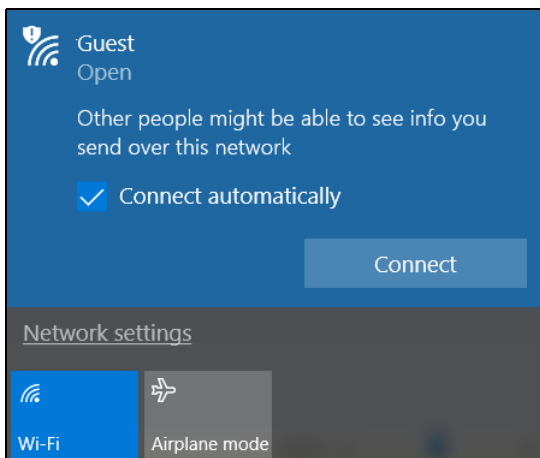 Guest
Open
Other people might be able to see info you
send over this network
Connect automatically
Connect
Network settings
Wi-Fi
Airplane mode